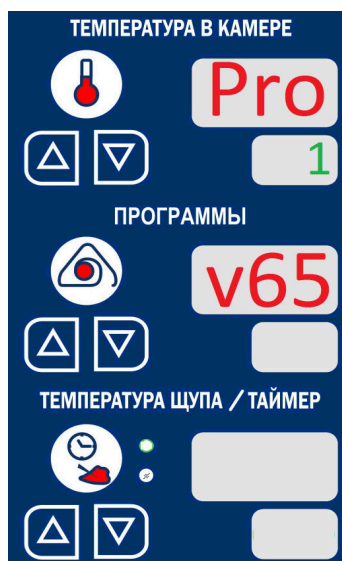 ТЕМПЕРАТУРА В КАМЕРЕ
Pro
1
ПРОГРАММЫ
v65
ТЕМПЕРАТУРА ЩУПА / ТАЙМЕР